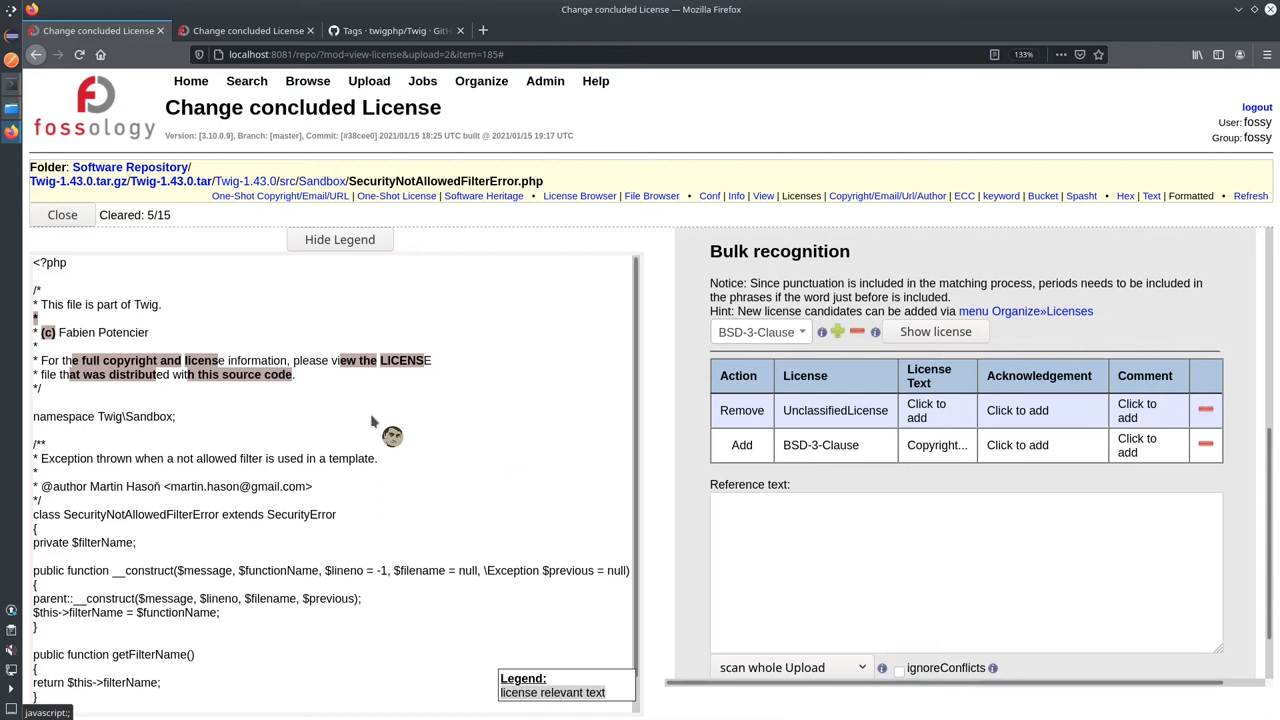 Change concluded License — Mozilla Firefox
Change concluded License
Change concluded License
Tags · twigphp/Twig · GitH
localhost:8081/repo/?mod=view-license&upload=2&item=185#
133%
Home Search Browse Upload Jobs Organize Admin Help
fossology
Change concluded License
Version: [3.10.0.9], Branch: [master], Commit: [#38cee0] 2021/01/15 18:25 UTC built @ 2021/01/15 19:17 UTC
logout
User:fossy
Group:fossy
Folder: Software Repository/
Twig-1.43.0.tar.gz/Twig-1.43.0.tar/Twig-1.43.0/src/Sandbox/SecurityNotAllowedFilterError.php
One-Shot Copyright/Email/URL | One-Shot License | Software Heritage • License Browser | File Browser • Conf | Info | View | Licenses | Copyright/Email/Url/Author | ECC | keyword | Bucket | Spasht • Hex | Text | Formatted • Refresh
Close
Cleared: 5/15
Hide Legend
<?php
/*
* This file is part of Twig.
*
* (c) Fabien Potencier
*
* For the full copyright and license information, please view the LICENSE
* file that was distributed with this source code.
*/
namespace Twig\Sandbox;
/**
* Exception thrown when a not allowed filter is used in a template.
*
* @author Martin Hasoň <martin.hason@gmail.com>
*/
class SecurityNotAllowedFilterError extends SecurityError
{
private $filterName;
public function __construct($message, $functionName, $lineno = -1, $filename = null, \Exception $previous = null)
{
parent::__construct($message, $lineno, $filename, $previous);
$this->filterName = $functionName;
}
public function getFilterName()
{
return $this->filterName;
}
Legend:
license relevant text
javascript:;
Bulk recognition
Notice: Since punctuation is included in the matching process, periods needs to be included in
the phrases if the word just before is included.
Hint: New license candidates can be added via menu Organize»Licenses
BSD-3-Clause
Show license
Action License License Text Acknowledgement Comment
Remove UnclassifiedLicense Click to add Click to add Click to add
Add BSD-3-Clause Copyright... Click to add Click to add
Reference text:
scan whole Upload
ignoreConflicts